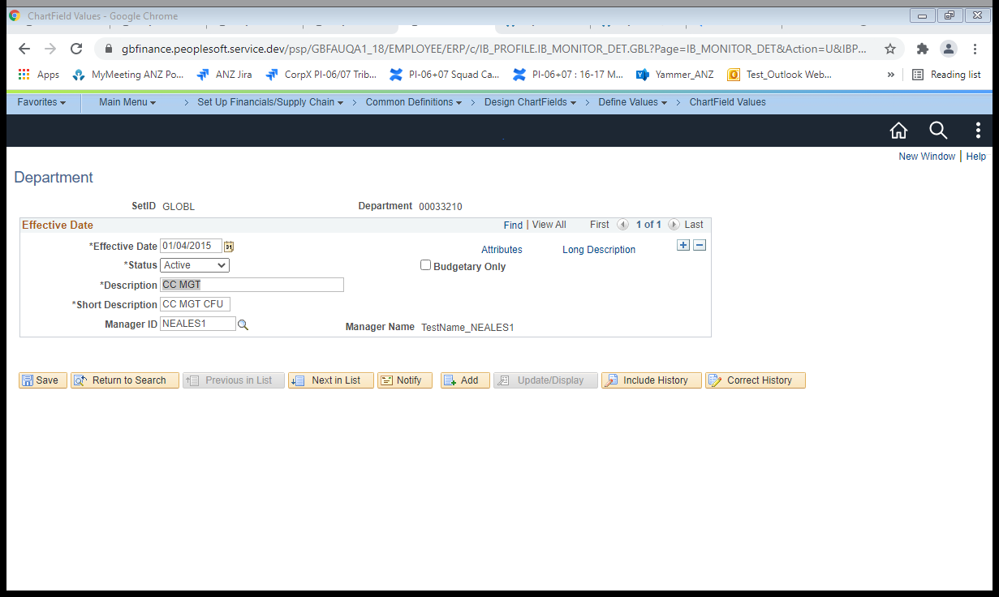 ChartField Values - Google Chrome
gbfinance.peoplesoft.service.dev/psp/GBFAUQA1_18/EMPLOYEE/ERP/c/IB_PROFILE.IB_MONITOR_DET.GBL?Page=IB_MONITOR_DET&Action=U&IBP...
Apps MyMeeting ANZ Po... ANZ Jira CorpX PI-06/07 Trib... PI-06+07 Squad Ca... PI-06+07 : 16-17 M... Yammer_ANZ Test_Outlook Web... » Reading list
Favorites Main Menu > Set Up Financials/Supply Chain > Common Definitions > Design ChartFields > Define Values > ChartField Values
New Window | Help
Department
SetID GLOBL Department 00033210
Effective Date Find | View All First 1 of 1 Last
*Effective Date 01/04/2015 31 Attributes Long Description + −
*Status Active Budgetary Only
*Description CC MGT
*Short Description CC MGT CFU
Manager ID NEALES1 Manager Name TestName_NEALES1
Save Return to Search Previous in List Next in List Notify Add Update/Display Include History Correct History